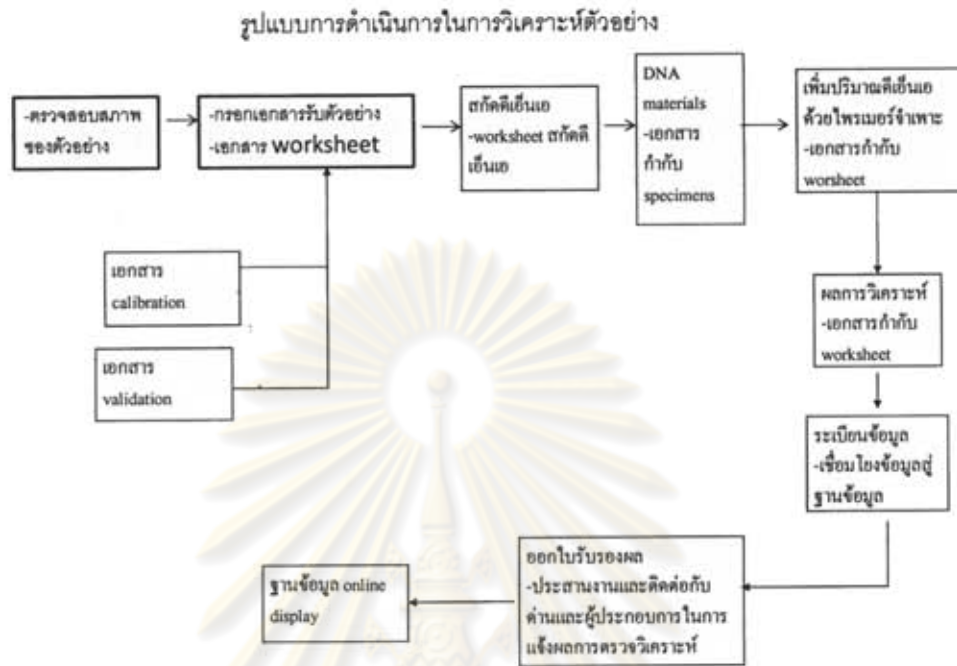 รูปแบบการดำเนินการในการวิเคราะห์ตัวอย่าง
-ตรวจสอบสภาพ
ของตัวอย่าง
-กรอกเอกสารรับตัวอย่าง
-เอกสาร worksheet
สกัดดีเอ็นเอ
-worksheet สกัดดี
เอ็นเอ
DNA
materials
-เอกสาร
กำกับ
specimens
เพิ่มปริมาณดีเอ็นเอ
ด้วยไพรเมอร์จำเพาะ
-เอกสารกำกับ
worsheet
เอกสาร
calibration
เอกสาร
validation
ผลการวิเคราะห์
-เอกสารกำกับ
worksheet
ระเบียนข้อมูล
-เชื่อมโยงข้อมูลสู่
ฐานข้อมูล
ออกใบรับรองผล
-ประสานงานและติดต่อกับ
ด่านและผู้ประกอบการในการ
แจ้งผลการตรวจวิเคราะห์
ฐานข้อมูล online
display